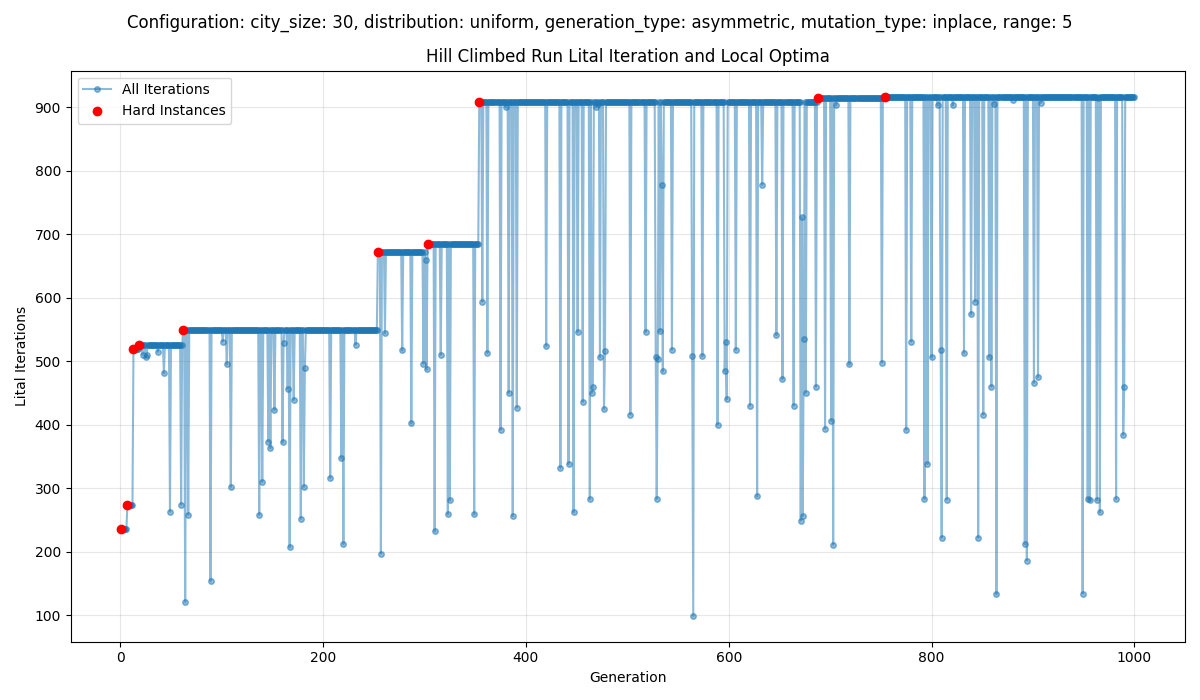 Configuration: city_size: 30, distribution: uniform, generation_type: asymmetric, mutation_type: inplace, range: 5
Hill Climbed Run Lital Iteration and Local Optima
All Iterations
Hard Instances
Lital Iterations
900
800
700
600
500
400
300
200
100
0 200 400 600 800 1000
Generation